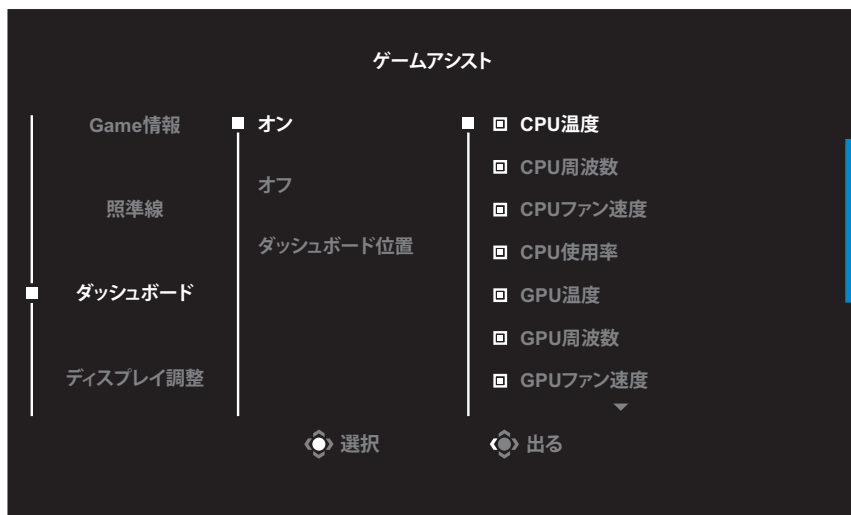 ゲームアシスト
Game情報
照準線
ダッシュボード
ディスプレイ調整
オン
オフ
ダッシュボード位置
CPU温度
CPU周波数
CPUファン速度
CPU使用率
GPU温度
GPU周波数
GPUファン速度
選択
出る